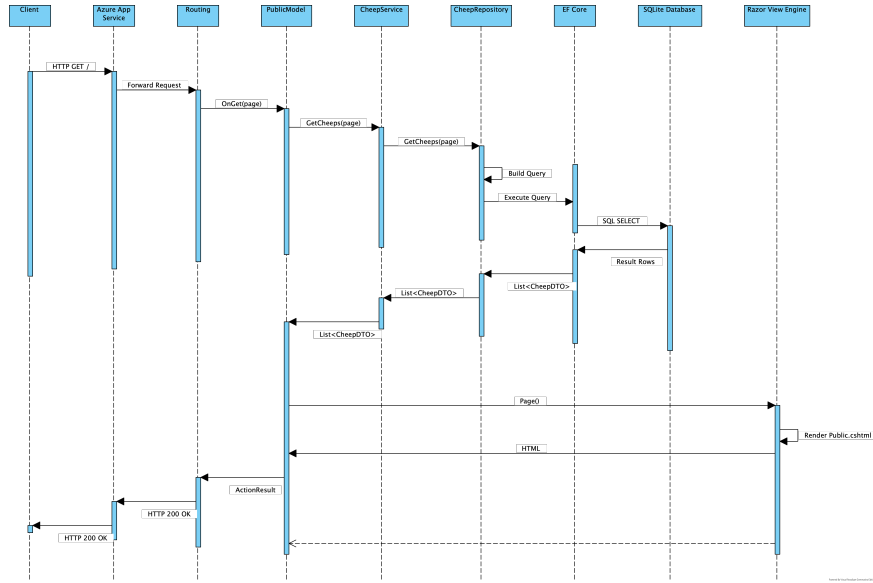 Client
Azure App
Service
Routing
PublicModel
CheepService
CheepRepository
EF Core
SQLite Database
Razor View Engine
HTTP GET /
Forward Request
OnGet(page)
GetCheeps(page)
GetCheeps(page)
Build Query
Execute Query
SQL SELECT
Result Rows
List<CheepDTO>
List<CheepDTO>
List<CheepDTO>
Page()
Render Public.cshtml
HTML
ActionResult
HTTP 200 OK
HTTP 200 OK